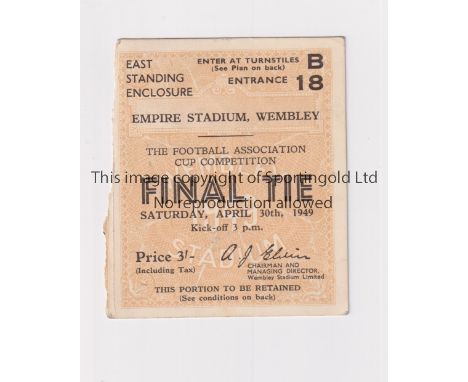 EAST
STANDING
ENCLOSURE
ENTER AT TURNSTILES
(See Plan on back)
B
ENTRANCE
18
EMPIRE STADIUM, WEMBLEY
THE FOOTBALL ASSOCIATION
CUP COMPETITION
This image copyright of Sportingold Ltd
FINAL TIE
No reproduction allowed
SATURDAY, APRIL 30th, 1949
Kick-off 3 p.m.
STADIUM
Price 3/-
(Including Tax)
A J Elvin
CHAIRMAN AND
MANAGING DIRECTOR,
Wembley Stadium Limited
THIS PORTION TO BE RETAINED
(See conditions on back)